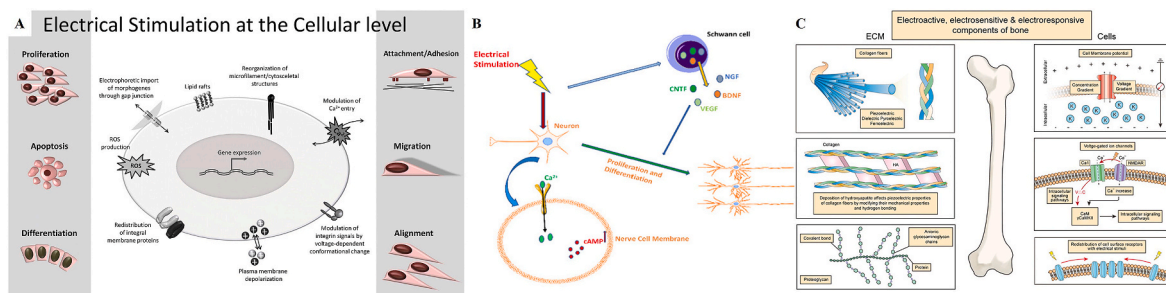 A
Electrical Stimulation at the Cellular level
Proliferation
Apoptosis
Differentiation
Electrophoretic import
of morphogenes
through gap junction
Lipid rafts
Reorganization of
microfilament/cytoskeletal
structures
Modulation of
Ca²⁺ entry
ROS
production
ROS
Gene expression
Redistribution
of integral
membrane proteins
Plasma membrane
depolarization
Modulation
of integrin signals by
voltage-dependent
conformational change
Attachment/Adhesion
Migration
Alignment
B
Electrical
Stimulation
Schwann cell
NGF
CNTF
BDNF
VEGF
Neuron
Proliferation and
Differentiation
Ca²⁺
cAMP
Nerve Cell Membrane
C
Electroactive, electrosensitive & electroresponsive
components of bone
ECM
Collagen fibers
Piezoelectric
Dielectric Pyroelectric
Ferroelectric
Collagen
HA
Deposition of hydroxyapatite affects piezoelectric properties
of collagen fibers by modifying their mechanical properties
and hydrogen bonding
Covalent bond
Anionic
glycosaminoglycan
chains
Protein
Proteoglycan
Cells
Cell Membrane potential
Extracellular
Intracellular
Concentration
Gradient
Voltage
Gradient
K
Voltage-gated ion channels
NMDAR
Intracellular
signaling
pathways
Ca⁺ increase
CaM
Intracellular signaling
pathways
Redistribution of cell surface receptors
with electrical stimuli